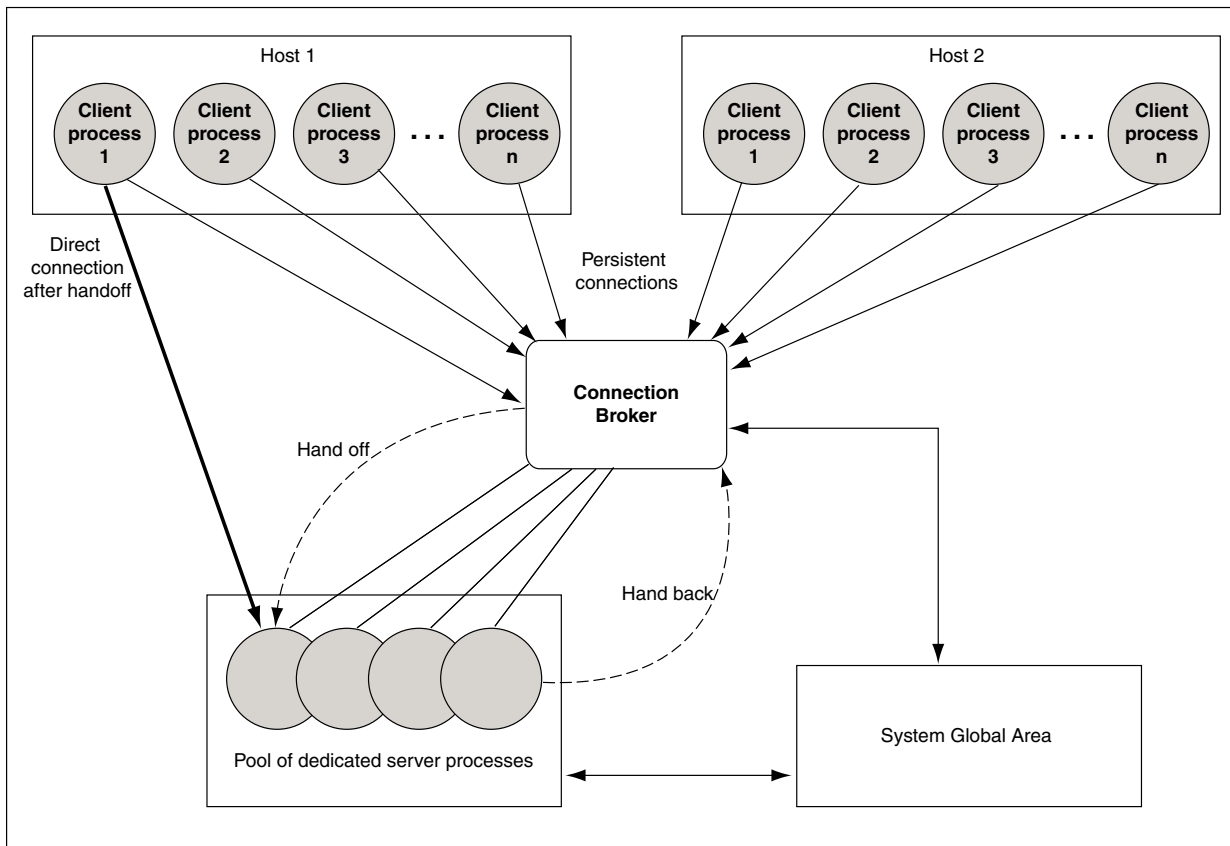 Host 1
Client
process
1
Client
process
2
Client
process
3
...
Client
process
n
Host 2
Client
process
1
Client
process
2
Client
process
3
...
Client
process
n
Direct
connection
after handoff
Persistent
connections
Connection
Broker
Hand off
Hand back
Pool of dedicated server processes
System Global Area